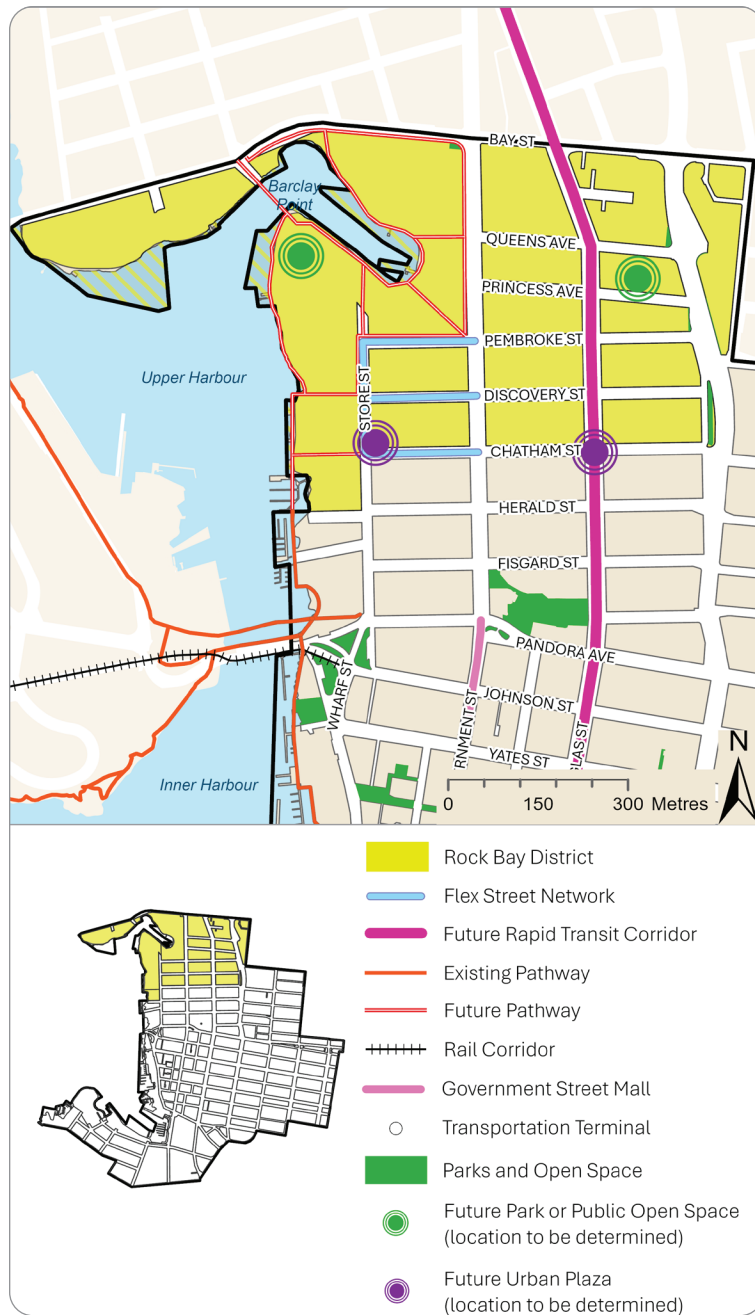 BAY ST
Barclay
Point
QUEENS AVE
PRINCESS AVE
PEMBROKE ST
Upper Harbour
STORE ST
DISCOVERY ST
CHATHAM ST
HERALD ST
FISGARD ST
PANDORA AVE
WHARF ST
JOHNSON ST
RNMENT ST
LAS ST
YATES ST
Inner Harbour
N
0 150 300 Metres
Rock Bay District
Flex Street Network
Future Rapid Transit Corridor
Existing Pathway
Future Pathway
Rail Corridor
Government Street Mall
Transportation Terminal
Parks and Open Space
Future Park or Public Open Space
(location to be determined)
Future Urban Plaza
(location to be determined)